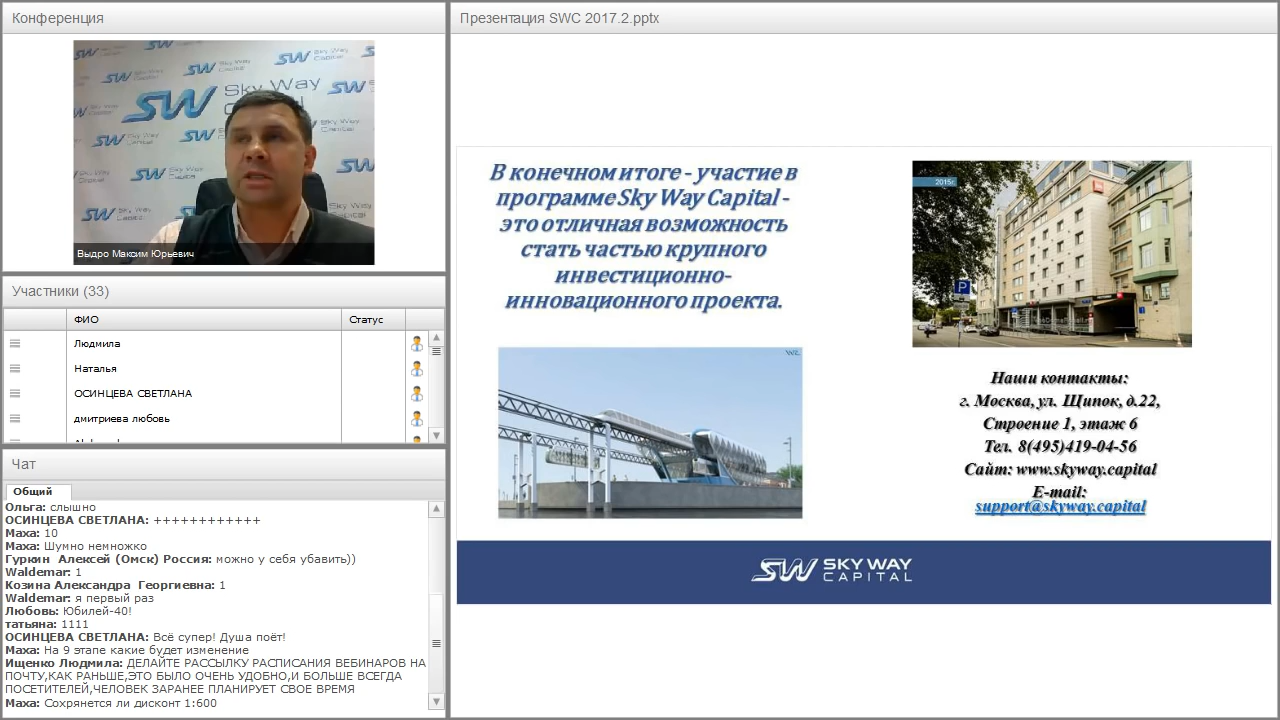 Конференция
Презентация SWC 2017.2.pptx
SW Sky Way
Выдро Максим Юрьевич
Участники (33)
ФИО
Статус
Людмила
Наталья
ОСИНЦЕВА СВЕТЛАНА
дмитриева любовь
Чат
Общий
Ольга: слышно
ОСИНЦЕВА СВЕТЛАНА: ++++++++++++
Маха: 10
Маха: Шумно немножко
Гуркин Алексей (Омск) Россия: можно у себя убавить))
Waldemar: 1
Козина Александра Георгиевна: 1
Waldemar: я первый раз
Любовь: Юбилей-40!
татьяна: 1111
ОСИНЦЕВА СВЕТЛАНА: Всё супер! Душа поёт!
Маха: На 9 этапе какие будет изменение
Ищенко Людмила: ДЕЛАЙТЕ РАССЫЛКУ РАСПИСАНИЯ ВЕБИНАРОВ НА
ПОЧТУ,КАК РАНЬШЕ,ЭТО БЫЛО ОЧЕНЬ УДОБНО,И БОЛЬШЕ ВСЕГДА
ПОСЕТИТЕЛЕЙ,ЧЕЛОВЕК ЗАРАНЕЕ ПЛАНИРУЕТ СВОЕ ВРЕМЯ
Маха: Сохрянется ли дисконт 1:600
В конечном итоге - участие в
программе Sky Way Capital -
это отличная возможность
стать частью крупного
инвестиционно-
инновационного проекта.
2015г
P
Наши контакты:
г. Москва, ул. Щипок, д.22,
Строение 1, этаж 6
Тел. 8(495)419-04-56
Сайт: www.skyway.capital
E-mail:
support@skyway.capital
SW SKY WAY
CAPITAL